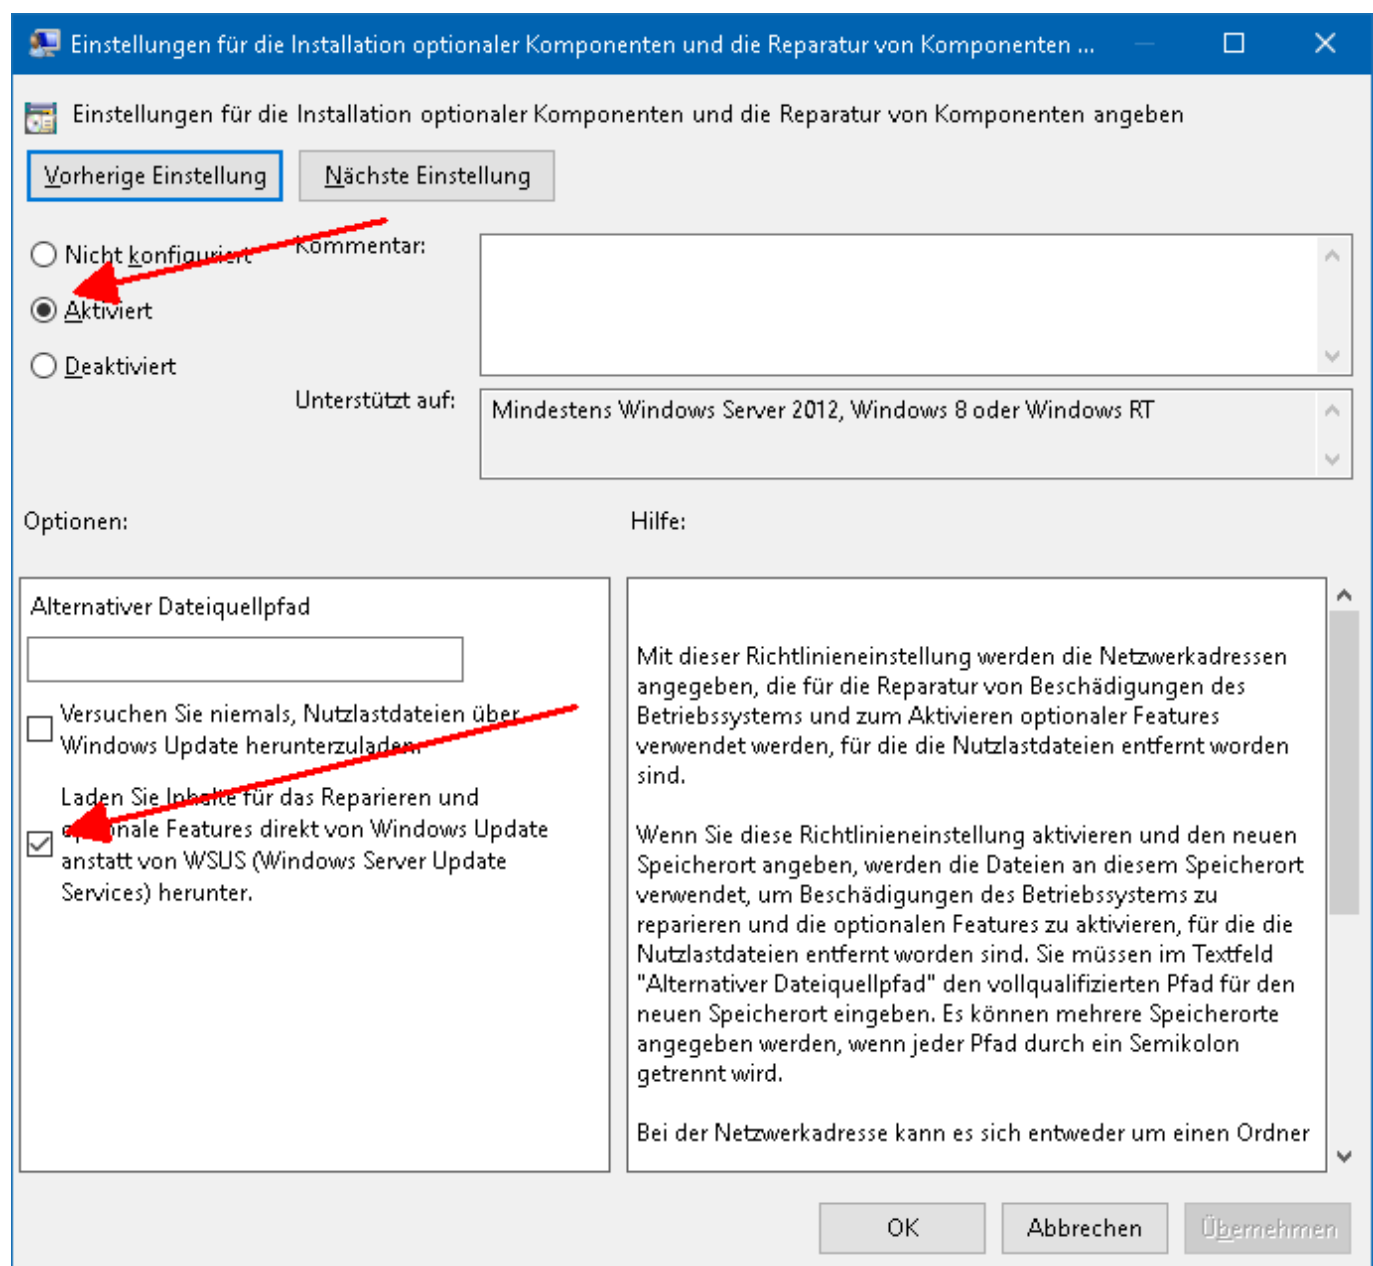 Einstellungen für die Installation optionaler Komponenten und die Reparatur von Komponenten ...
Einstellungen für die Installation optionaler Komponenten und die Reparatur von Komponenten angeben
Vorherige Einstellung
Nächste Einstellung
Nicht konfiguriert
Aktiviert
Deaktiviert
Kommentar:
Unterstützt auf:
Mindestens Windows Server 2012, Windows 8 oder Windows RT
Optionen:
Hilfe:
Alternativer Dateiquellpfad
Versuchen Sie niemals, Nutzlastdateien über
Windows Update herunterzuladen.
Laden Sie Inhalte für das Reparieren und
optionale Features direkt von Windows Update
anstatt von WSUS (Windows Server Update
Services) herunter.
Mit dieser Richtlinieneinstellung werden die Netzwerkadressen
angegeben, die für die Reparatur von Beschädigungen des
Betriebssystems und zum Aktivieren optionaler Features
verwendet werden, für die die Nutzlastdateien entfernt worden
sind.
Wenn Sie diese Richtlinieneinstellung aktivieren und den neuen
Speicherort angeben, werden die Dateien an diesem Speicherort
verwendet, um Beschädigungen des Betriebssystems zu
reparieren und die optionalen Features zu aktivieren, für die die
Nutzlastdateien entfernt worden sind. Sie müssen im Textfeld
"Alternativer Dateiquellpfad" den vollqualifizierten Pfad für den
neuen Speicherort eingeben. Es können mehrere Speicherorte
angegeben werden, wenn jeder Pfad durch ein Semikolon
getrennt wird.
Bei der Netzwerkadresse kann es sich entweder um einen Ordner
OK
Abbrechen
Übernehmen